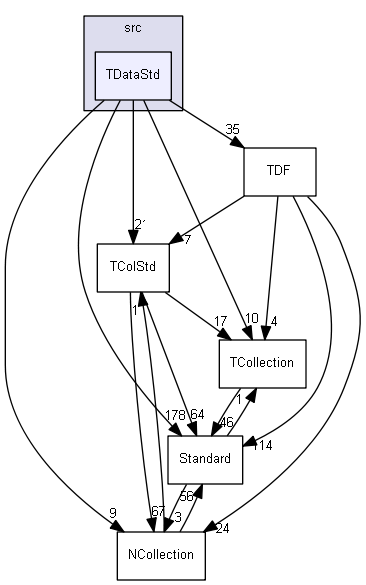 src
TDataStd
35
TDF
21
7
TColStd
1
17
10
4
TCollection
178
64
46
1
114
Standard
56
9
67
3
24
NCollection